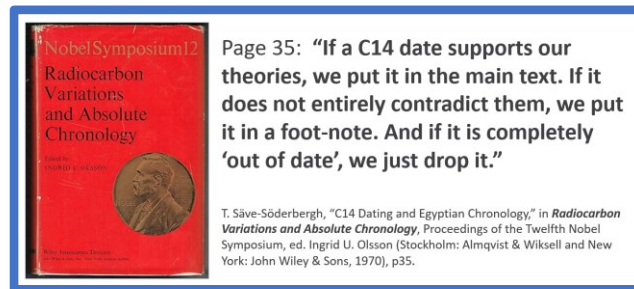 NobelSymposium12
Radiocarbon
Variations
and Absolute
Chronology
Edited by
INGRID U. OLSSON
Page 35: “If a C14 date supports our
theories, we put it in the main text. If it
does not entirely contradict them, we put
it in a foot-note. And if it is completely
‘out of date’, we just drop it.”
T. Säve-Söderbergh, “C14 Dating and Egyptian Chronology,” in Radiocarbon
Variations and Absolute Chronology, Proceedings of the Twelfth Nobel
Symposium, ed. Ingrid U. Olsson (Stockholm: Almqvist & Wiksell and New
York: John Wiley & Sons, 1970), p35.